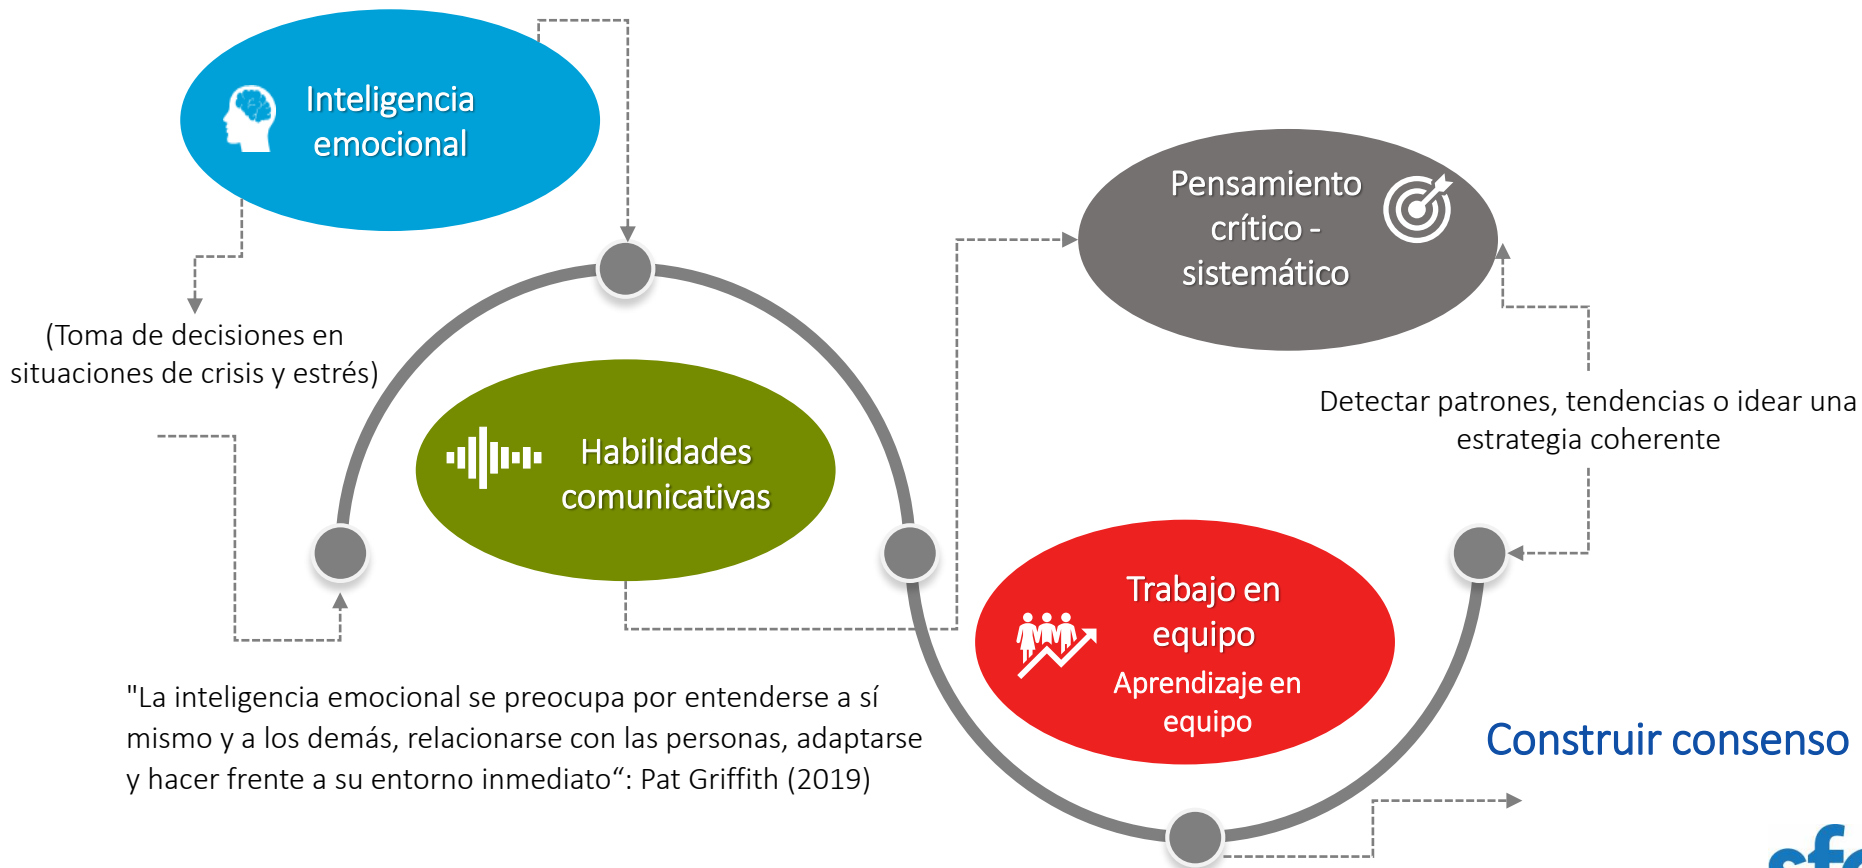 Inteligencia
emocional
(Toma de decisiones en
situaciones de crisis y estrés)
Habilidades
comunicativas
Pensamiento
crítico -
sistemático
Detectar patrones, tendencias o idear una
estrategia coherente
Trabajo en
equipo
Aprendizaje en
equipo
"La inteligencia emocional se preocupa por entenderse a sí
mismo y a los demás, relacionarse con las personas, adaptarse
y hacer frente a su entorno inmediato“: Pat Griffith (2019)
Construir consenso